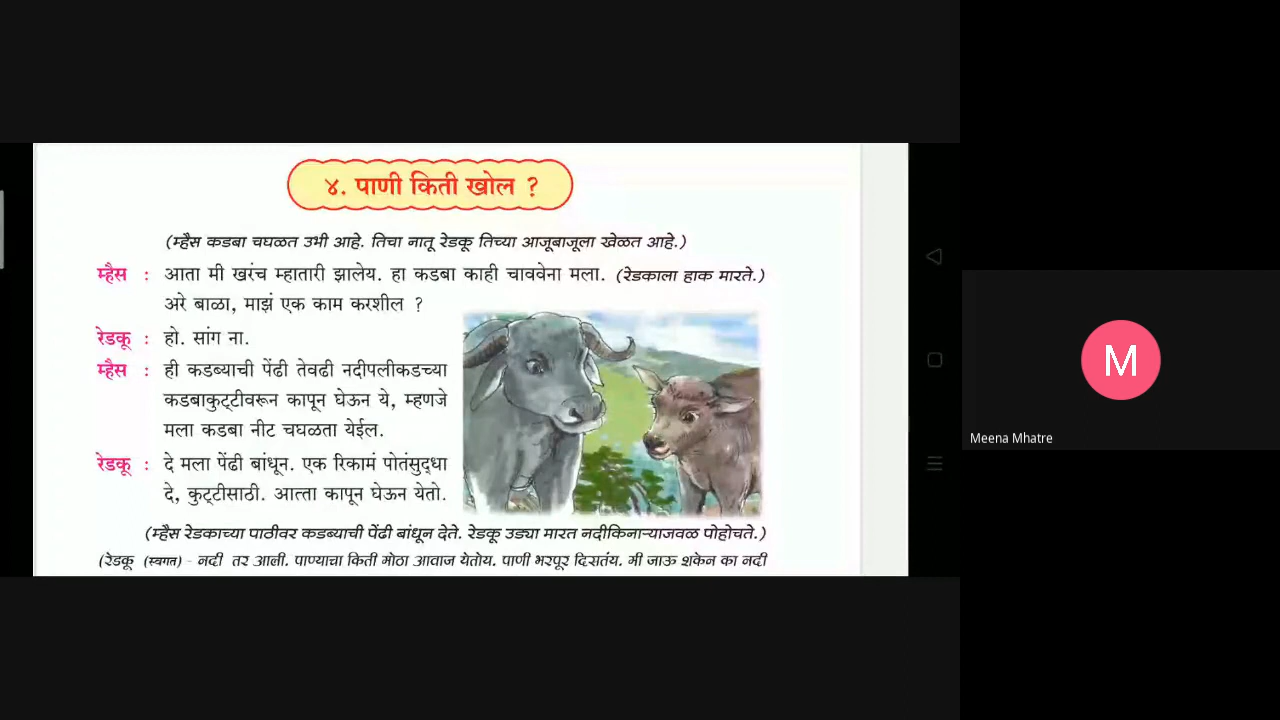 ४. पाणी किती खोल ?
(म्हैस कडबा चघळत उभी आहे. तिचा नातू रेडकू तिच्या आजूबाजूला खेळत आहे.)
म्हैस : आता मी खरंच म्हातारी झालेय. हा कडबा काही चाववेना मला. (रेडकाला हाक मारते.)
अरे बाळा, माझं एक काम करशील ?
रेडकू : हो. सांग ना.
म्हैस : ही कडब्याची पेंढी तेवढी नदीपलीकडच्या
कडबाकुट्टीवरून कापून घेऊन ये, म्हणजे
मला कडबा नीट चघळता येईल.
रेडकू : दे मला पेंढी बांधून. एक रिकामं पोतंसुद्धा
दे, कुट्टीसाठी. आत्ता कापून घेऊन येतो.
(म्हैस रेडकाच्या पाठीवर कडब्याची पेंढी बांधून देते. रेडकू उड्या मारत नदीकिनाऱ्याजवळ पोहोचते.)
(रेडकू (स्वगत) - नदी तर आली. पाण्याचा किती मोठा आवाज येतोय. पाणी भरपूर दिसतंय. मी जाऊ शकेन का नदी
M
Meena Mhatre